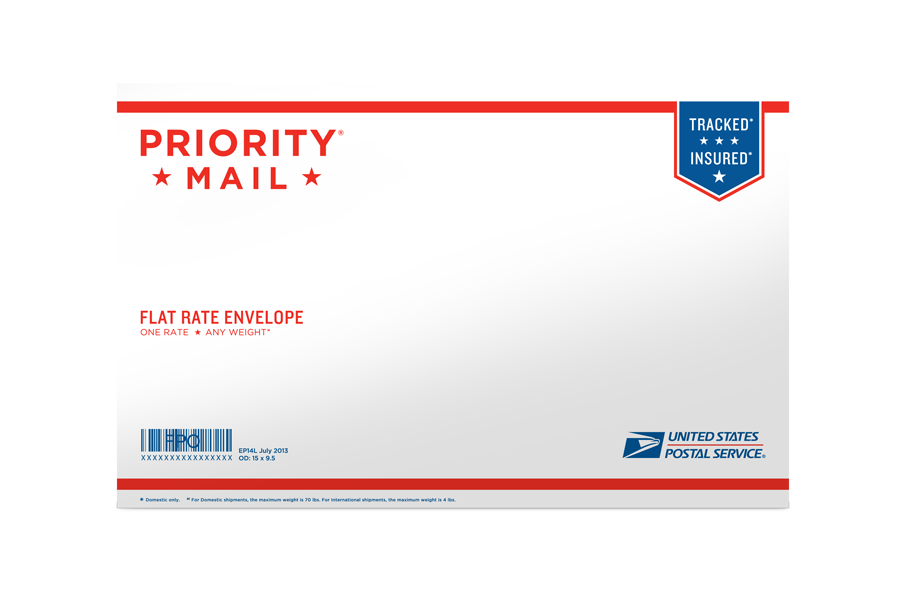 PRIORITY®
★ MAIL ★
TRACKED*
★ ★ ★
INSURED*
★
FLAT RATE ENVELOPE
ONE RATE ★ ANY WEIGHT*
FPO
XXXXXXXXXXXXXXXX
EP14L July 2013
OD: 15 x 9.5
UNITED STATES
POSTAL SERVICE®
* Domestic only. ** For Domestic shipments, the maximum weight is 70 lbs. For international shipments, the maximum weight is 4 lbs.